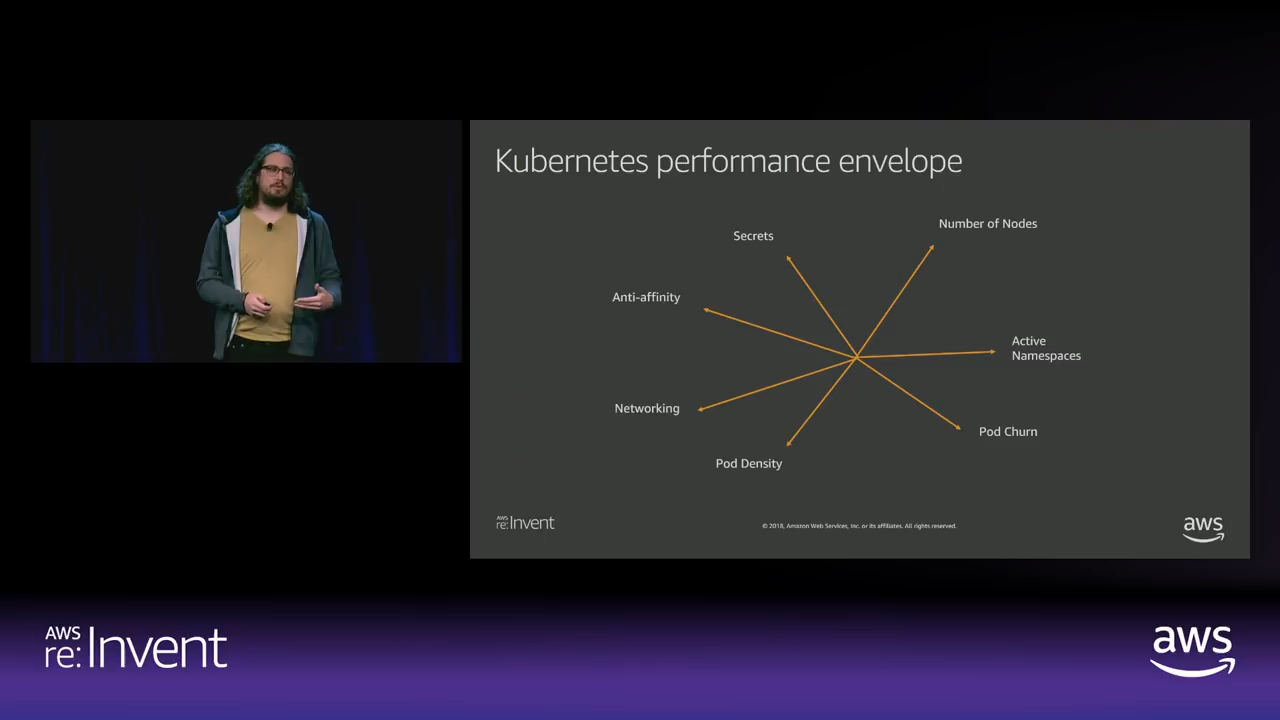 Kubernetes performance envelope
Number of Nodes
Secrets
Anti-affinity
Active
Namespaces
Networking
Pod Churn
Pod Density
AWS
re:Invent
© 2018, Amazon Web Services, Inc. or its affiliates. All rights reserved.
aws
AWS
re:Invent
aws